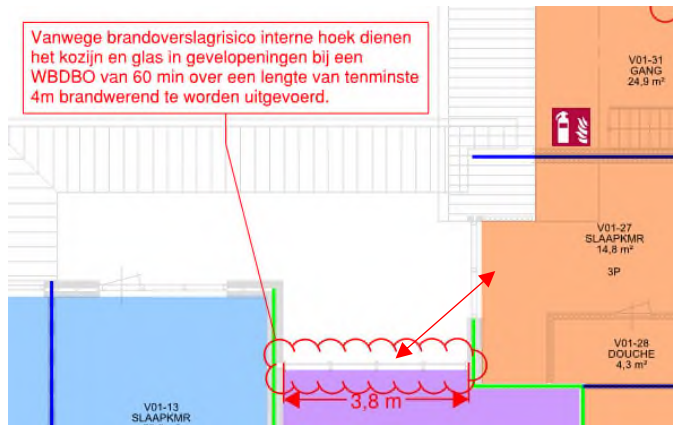 Vanwege brandoverslagrisico interne hoek dienen
het kozijn en glas in gevelopeningen bij een
WBDBO van 60 min over een lengte van tenminste
4m brandwerend te worden uitgevoerd.
V01-31
GANG
24,9 m²
V01-27
SLAAPKMR
14,8 m²
3P
V01-28
DOUCHE
4,3 m²
3,8 m
V01-13
SLAAPKMR